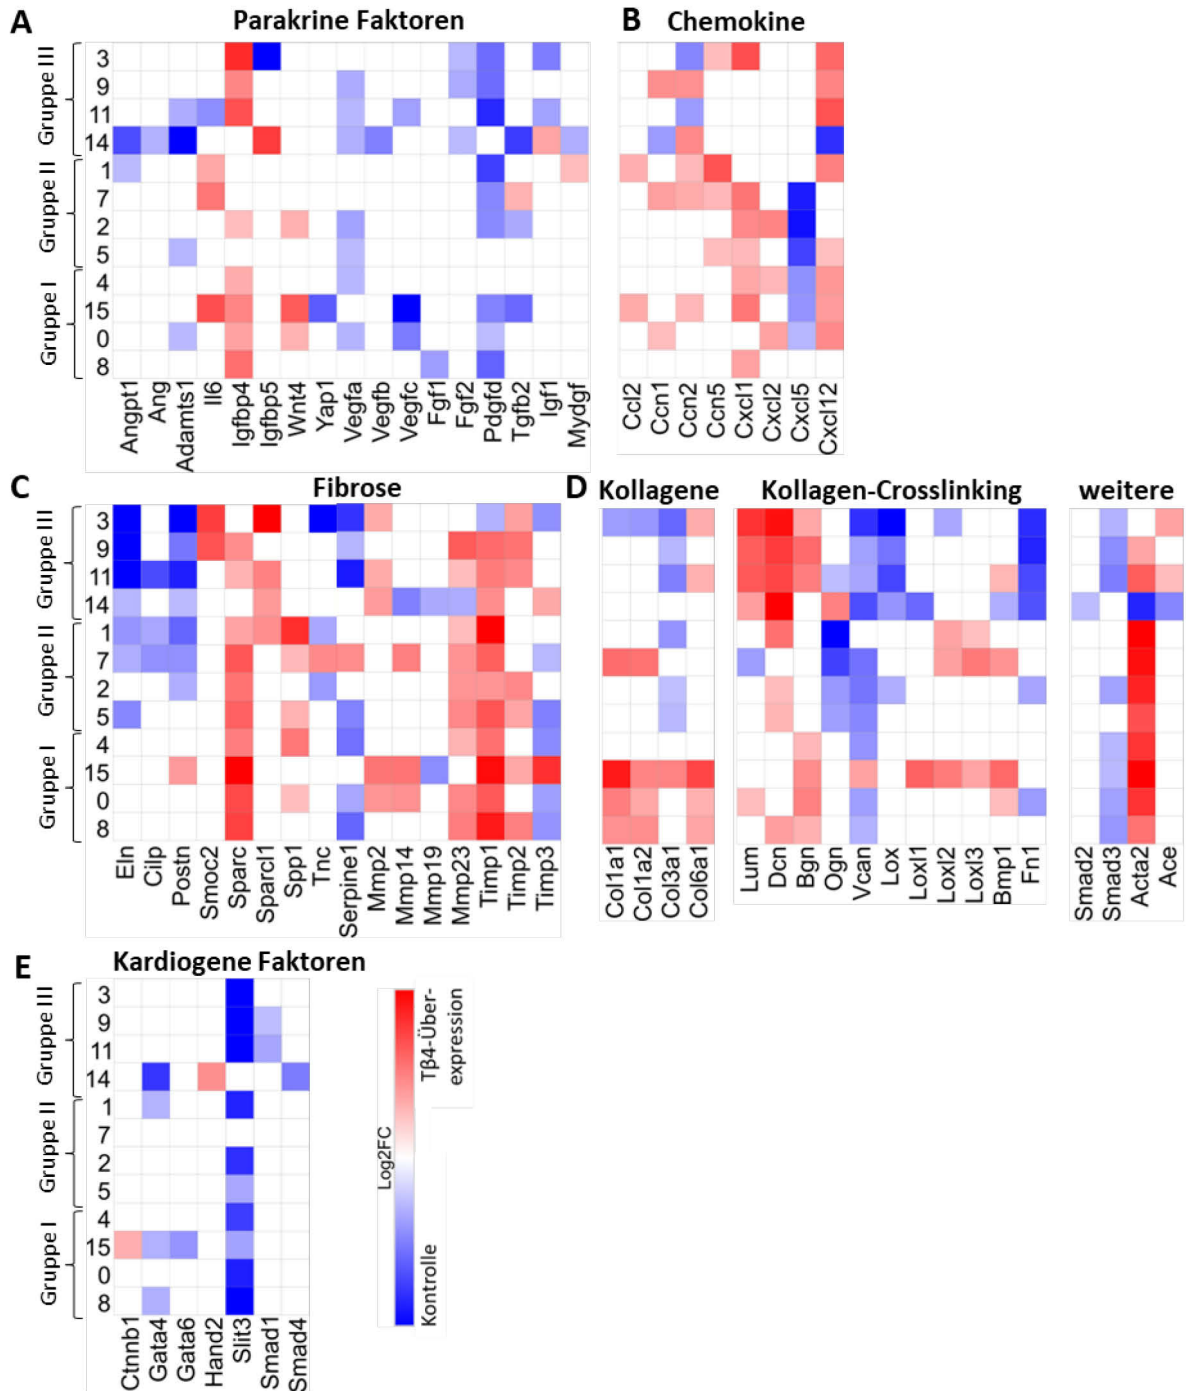 A Parakrine Faktoren
Gruppe III
3
9
11
14
Gruppe II
1
7
2
5
Gruppe I
4
15
0
8
Angpt1 Ang Adamts1 Il6 Igfbp4 Igfbp5 Wnt4 Yap1 Vegfa Vegfb Vegfc Fgf1 Fgf2 Pdgfd Tgfb2 Igf1 Mydgf
B Chemokine
Ccl2 Ccn1 Ccn2 Ccn5 Cxcl1 Cxcl2 Cxcl5 Cxcl12
C Fibrose
Gruppe III
3
9
11
14
Gruppe II
1
7
2
5
Gruppe I
4
15
0
8
Eln Cilp Postn Smoc2 Sparc Sparcl1 Spp1 Tnc Serpine1 Mmp2 Mmp14 Mmp19 Mmp23 Timp1 Timp2 Timp3
D Kollagene Kollagen-Crosslinking weitere
Col1a1 Col1a2 Col3a1 Col6a1
Lum Dcn Bgn Ogn Vcan Lox Loxl1 Loxl2 Loxl3 Bmp1 Fn1
Smad2 Smad3 Acta2 Ace
E Kardiogene Faktoren
Gruppe III
3
9
11
14
Gruppe II
1
7
2
5
Gruppe I
4
15
0
8
Ctnnb1 Gata4 Gata6 Hand2 Slit3 Smad1 Smad4
Log2FC
Tβ4-Über-
expression
Kontrolle